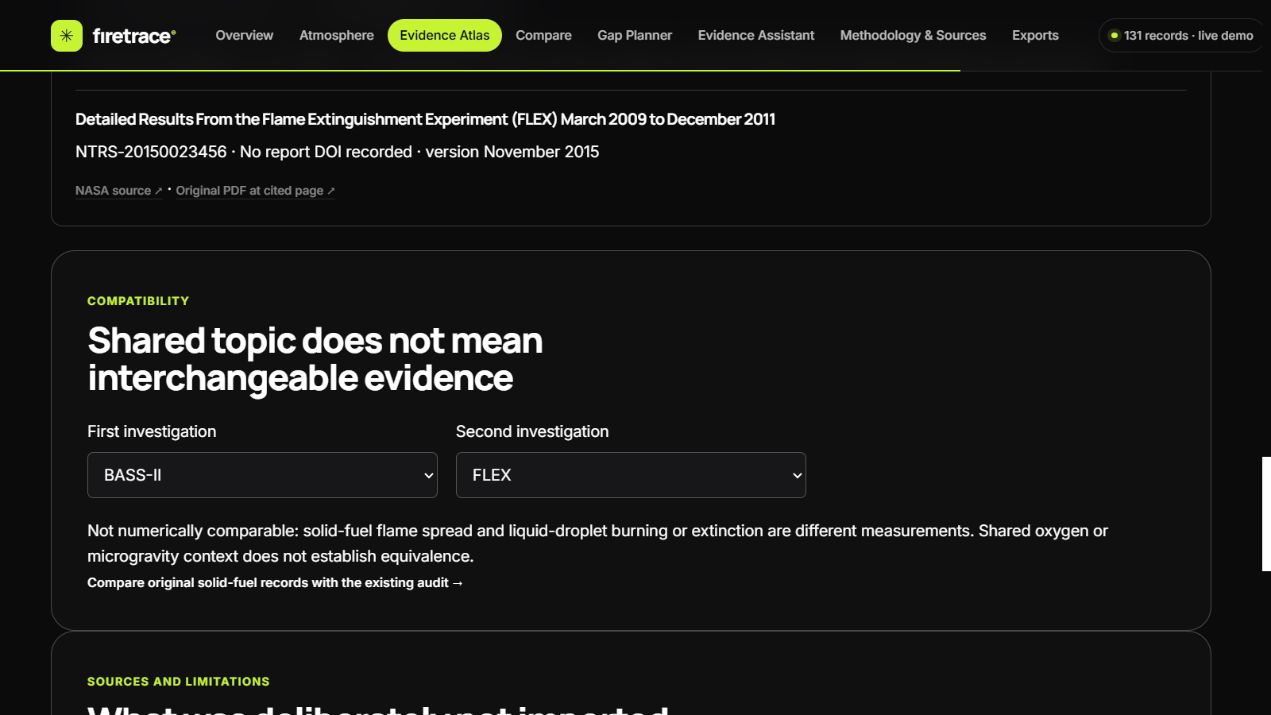 firetrace
Overview
Atmosphere
Evidence Atlas
Compare
Gap Planner
Evidence Assistant
Methodology & Sources
Exports
131 records · live demo
Detailed Results From the Flame Extinguishment Experiment (FLEX) March 2009 to December 2011
NTRS-20150023456 · No report DOI recorded · version November 2015
NASA source ↗ · Original PDF at cited page ↗
COMPATIBILITY
Shared topic does not mean
interchangeable evidence
First investigation
Second investigation
BASS-II
FLEX
Not numerically comparable: solid-fuel flame spread and liquid-droplet burning or extinction are different measurements. Shared oxygen or
microgravity context does not establish equivalence.
Compare original solid-fuel records with the existing audit →
SOURCES AND LIMITATIONS
What was deliberately not imported